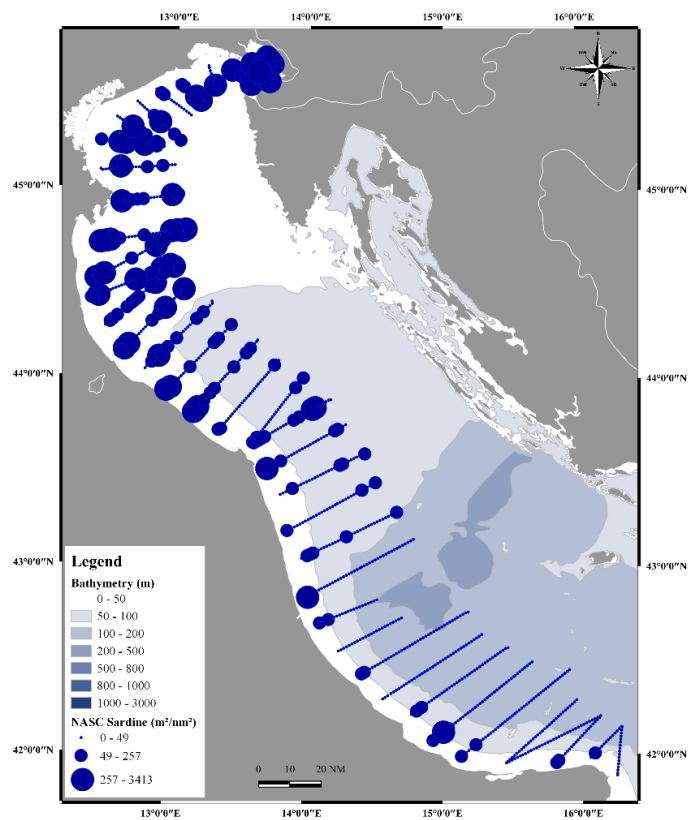 13°0'0"E 14°0'0"E 15°0'0"E 16°0'0"E
N
NW NE
W E
SW SE
S
45°0'0"N 45°0'0"N
44°0'0"N 44°0'0"N
43°0'0"N 43°0'0"N
Legend
Bathymetry (m)
0 - 50
50 - 100
100 - 200
200 - 500
500 - 800
800 - 1000
1000 - 3000
NASC Sardine (m²/nm²)
0 - 49
49 - 257
257 - 3413
42°0'0"N 42°0'0"N
0 10 20 NM
13°0'0"E 14°0'0"E 15°0'0"E 16°0'0"E